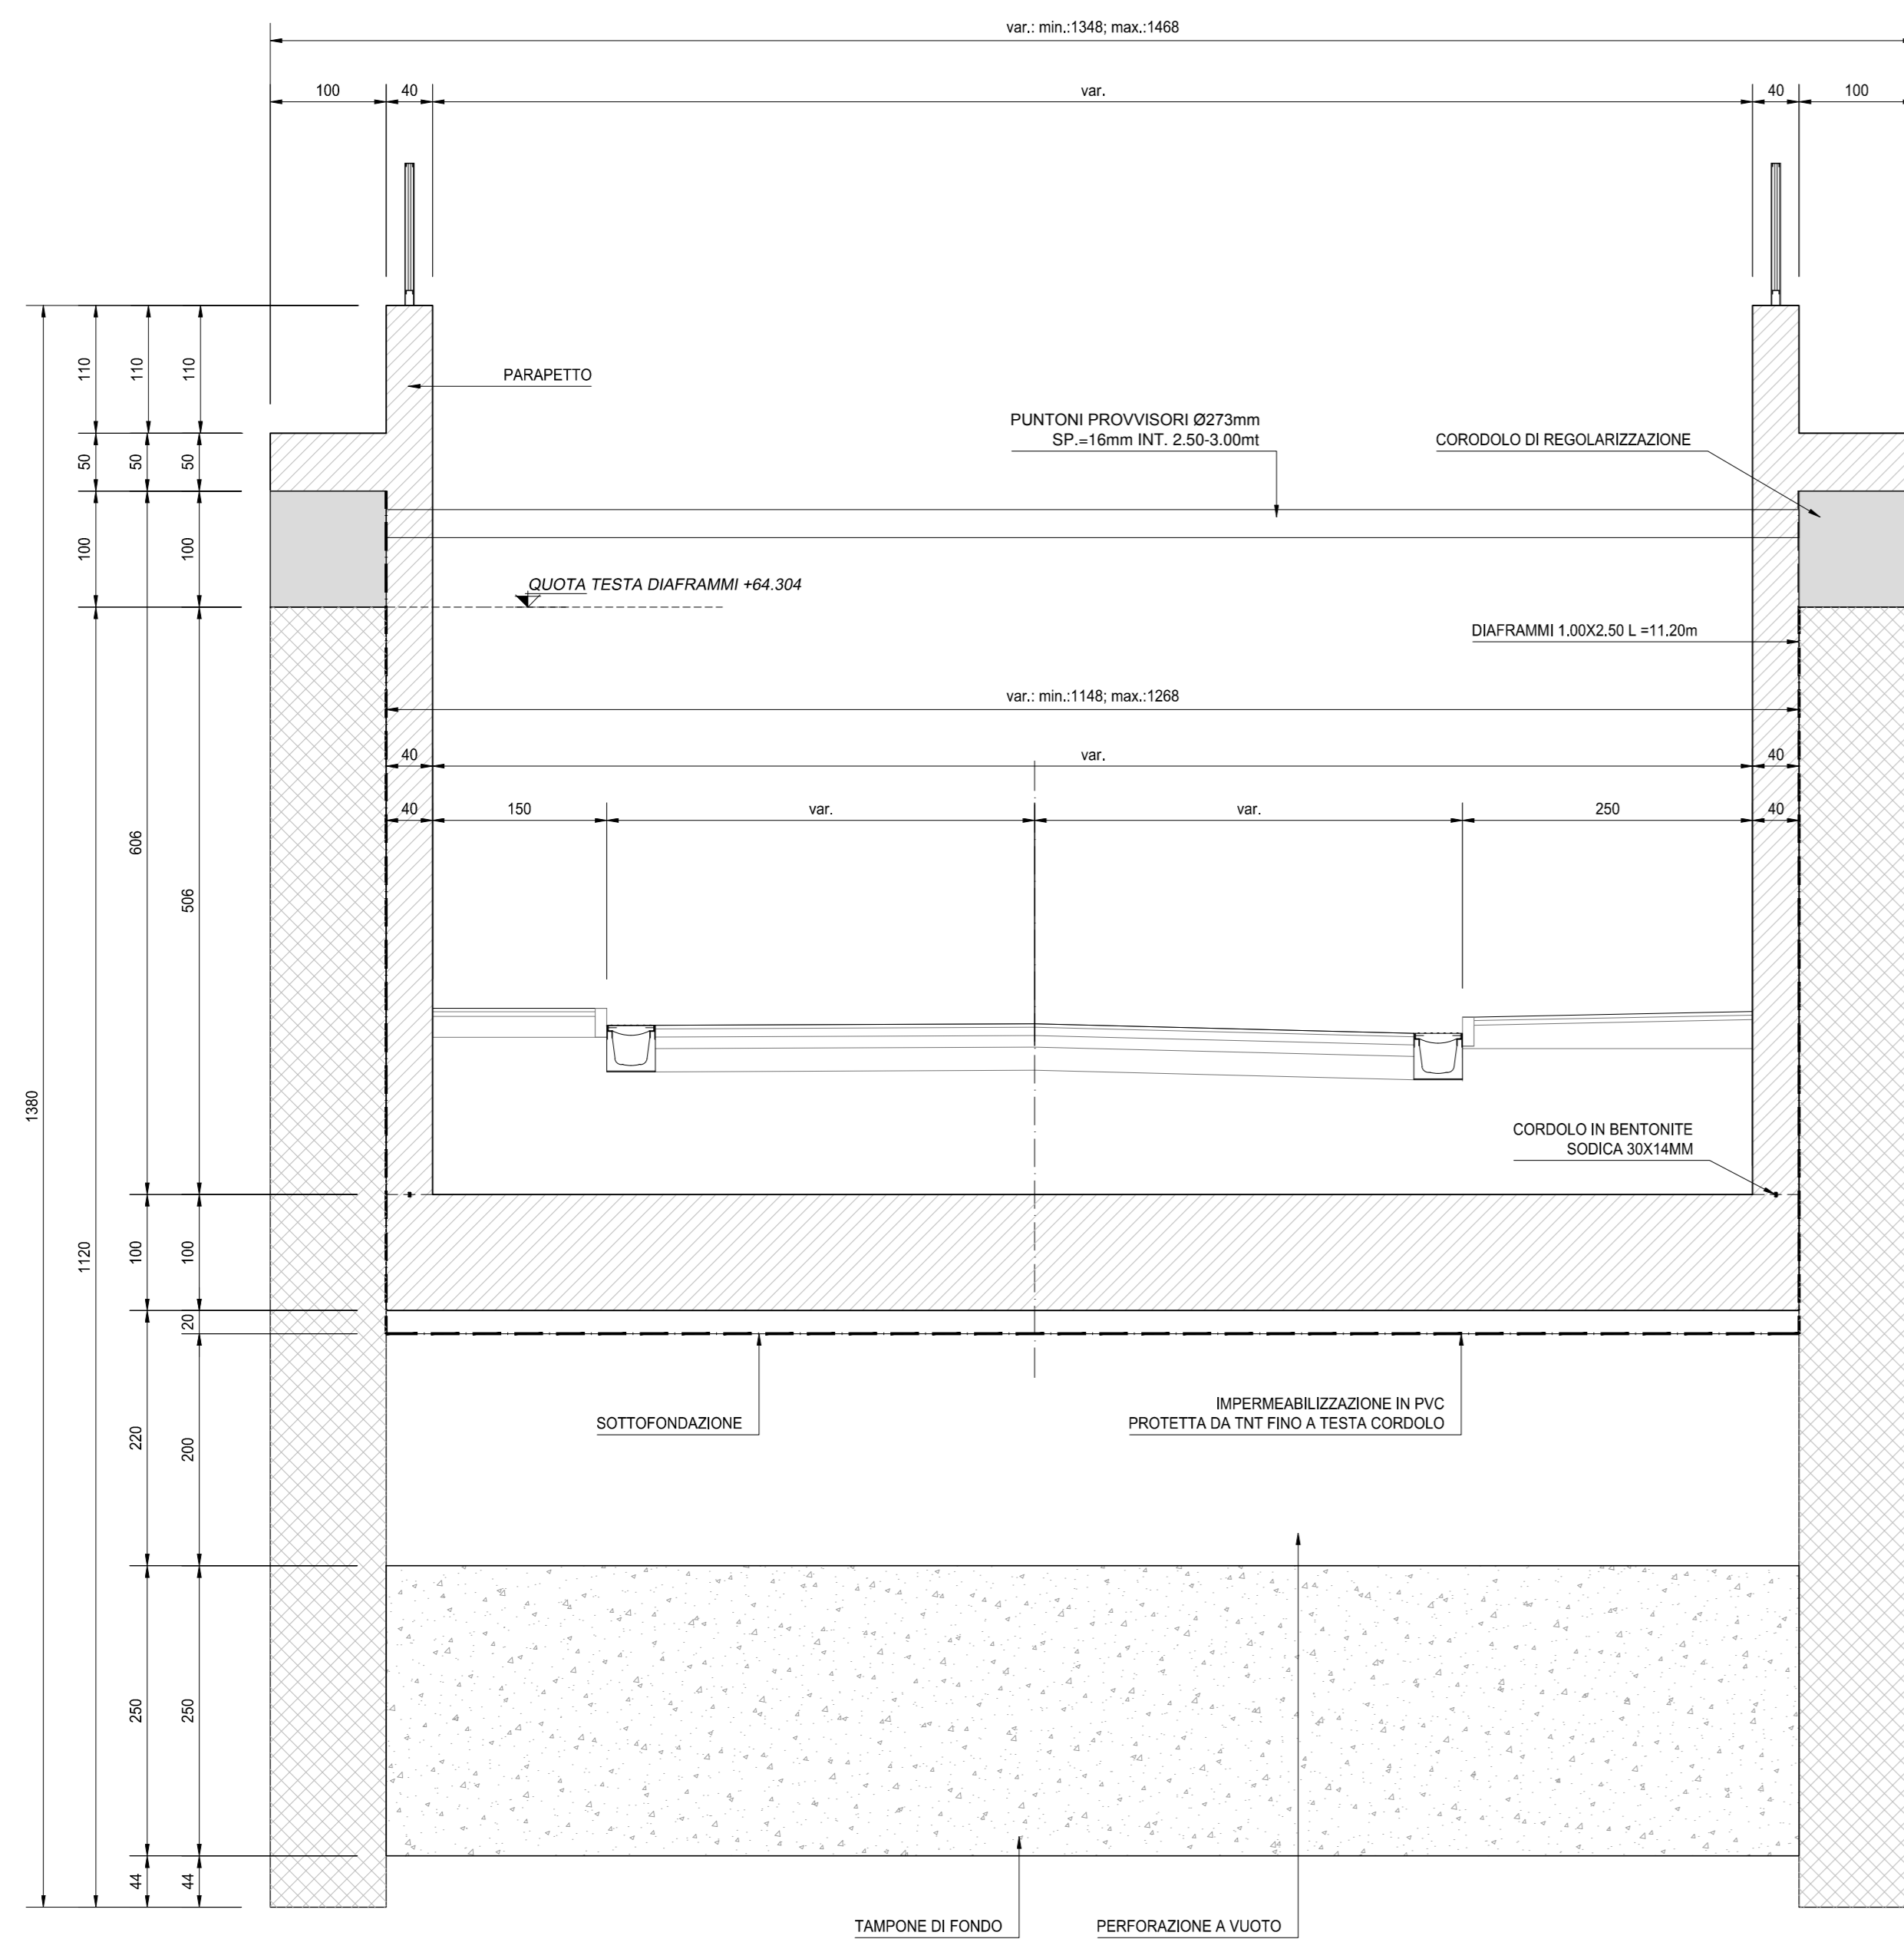 var.: min.:1348; max.:1468
100
40
var.
40
100
110
110
110
PARAPETTO
PUNTONI PROVVISORI Ø273mm
SP.=16mm INT. 2.50-3.00mt
CORODOLO DI REGOLARIZZAZIONE
50
50
50
100
100
QUOTA TESTA DIAFRAMMI +64.304
DIAFRAMMI 1.00X2.50 L =11.20m
var.: min.:1148; max.:1268
40
var.
40
40
150
var.
var.
250
40
606
506
1380
CORDOLO IN BENTONITE
SODICA 30X14MM
1120
100
100
20
IMPERMEABILIZZAZIONE IN PVC
PROTETTA DA TNT FINO A TESTA CORDOLO
SOTTOFONDAZIONE
220
200
250
250
44
44
TAMPONE DI FONDO
PERFORAZIONE A VUOTO